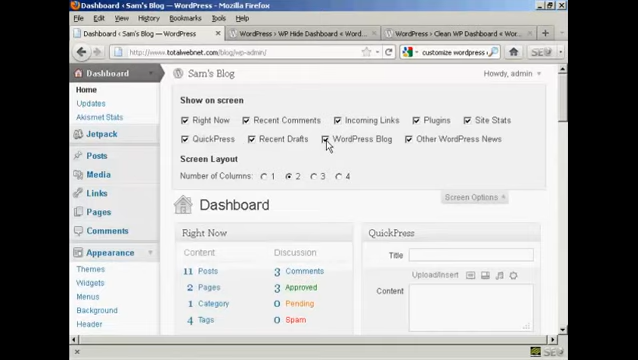 Dashboard ‹ Sam's Blog — WordPress - Mozilla Firefox
File Edit View History Bookmarks Tools Help
Dashboard ‹ Sam's Blog — WordPress
WordPress › WP Hide Dashboard « WordPres...
WordPress › Clean WP Dashboard « WordPres...
http://www.totalwebnet.com/blog/wp-admin/
customize wordpress
SEO
Dashboard
Home
Updates
Akismet Stats
Jetpack
Posts
Media
Links
Pages
Comments
Appearance
Themes
Widgets
Menus
Background
Header
Sam's Blog
Howdy, admin
Show on screen
Right Now Recent Comments Incoming Links Plugins Site Stats
QuickPress Recent Drafts WordPress Blog Other WordPress News
Screen Layout
Number of Columns: 1 2 3 4
Screen Options
Dashboard
Right Now
Content Discussion
11 Posts 3 Comments
2 Pages 3 Approved
1 Category 0 Pending
4 Tags 0 Spam
QuickPress
Title
Upload/Insert
Content
SEO